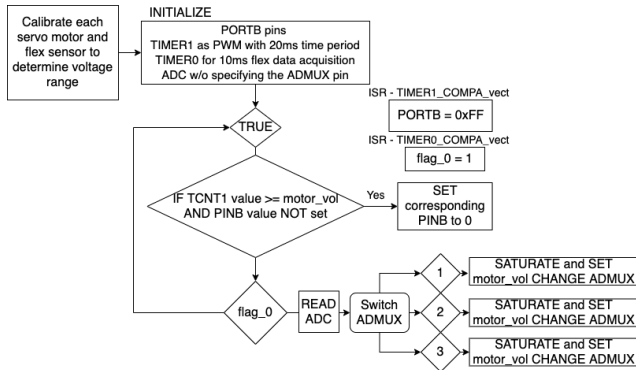 Calibrate each
servo motor and
flex sensor to
determine voltage
range
INITIALIZE
PORTB pins
TIMER1 as PWM with 20ms time period
TIMER0 for 10ms flex data acquisition
ADC w/o specifying the ADMUX pin
ISR - TIMER1_COMPA_vect
PORTB = 0xFF
ISR - TIMER0_COMPA_vect
flag_0 = 1
TRUE
IF TCNT1 value >= motor_vol
AND PINB value NOT set
Yes
SET
corresponding
PINB to 0
flag_0
READ
ADC
Switch
ADMUX
1
SATURATE and SET
motor_vol CHANGE ADMUX
2
SATURATE and SET
motor_vol CHANGE ADMUX
3
SATURATE and SET
motor_vol CHANGE ADMUX